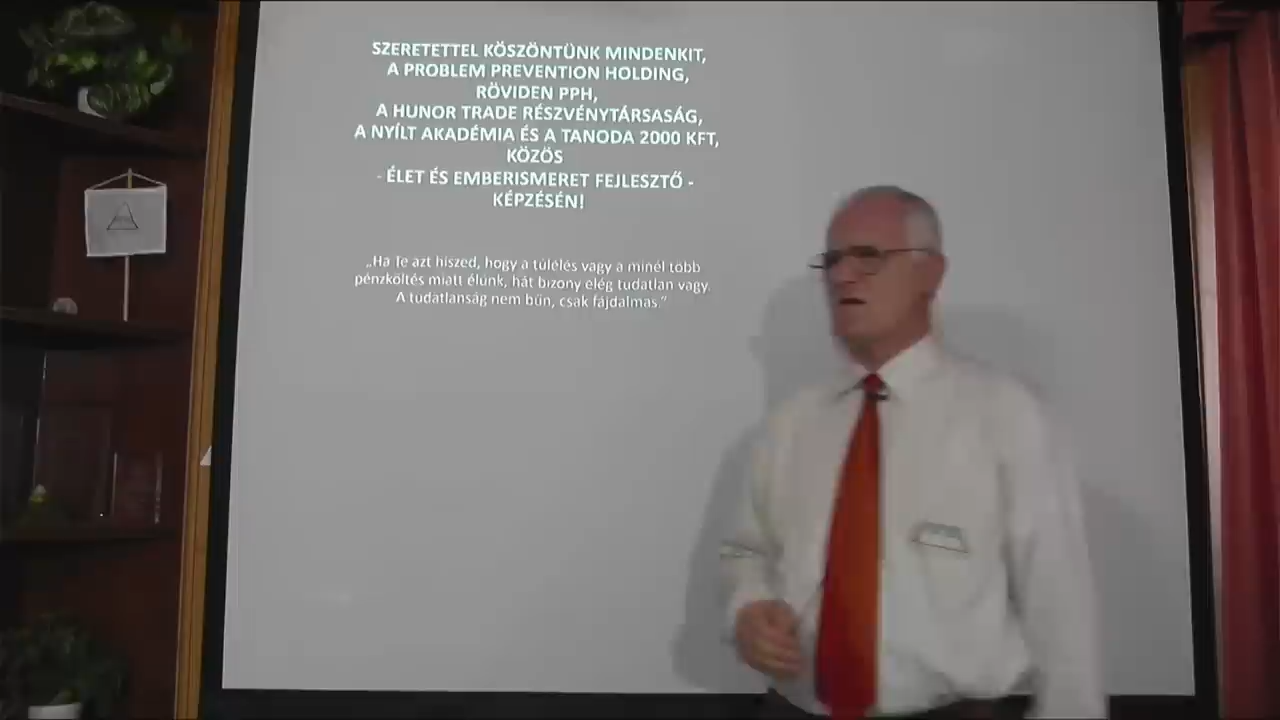 SZERETETTEL KÖSZÖNTÜNK MINDENKIT,
A PROBLEM PREVENTION HOLDING,
RÖVIDEN PPH,
A HUNOR TRADE RÉSZVÉNYTÁRSASÁG,
A NYÍLT AKADÉMIA ÉS A TANODA 2000 KFT,
KÖZÖS
- ÉLET ÉS EMBERISMERET FEJLESZTŐ -
KÉPZÉSÉN!
„Ha Te azt hiszed, hogy a túlélés vagy a minél több
pénzköltés miatt élünk, hát bizony elég tudatlan vagy.
A tudatlanság nem bűn, csak fájdalmas.”